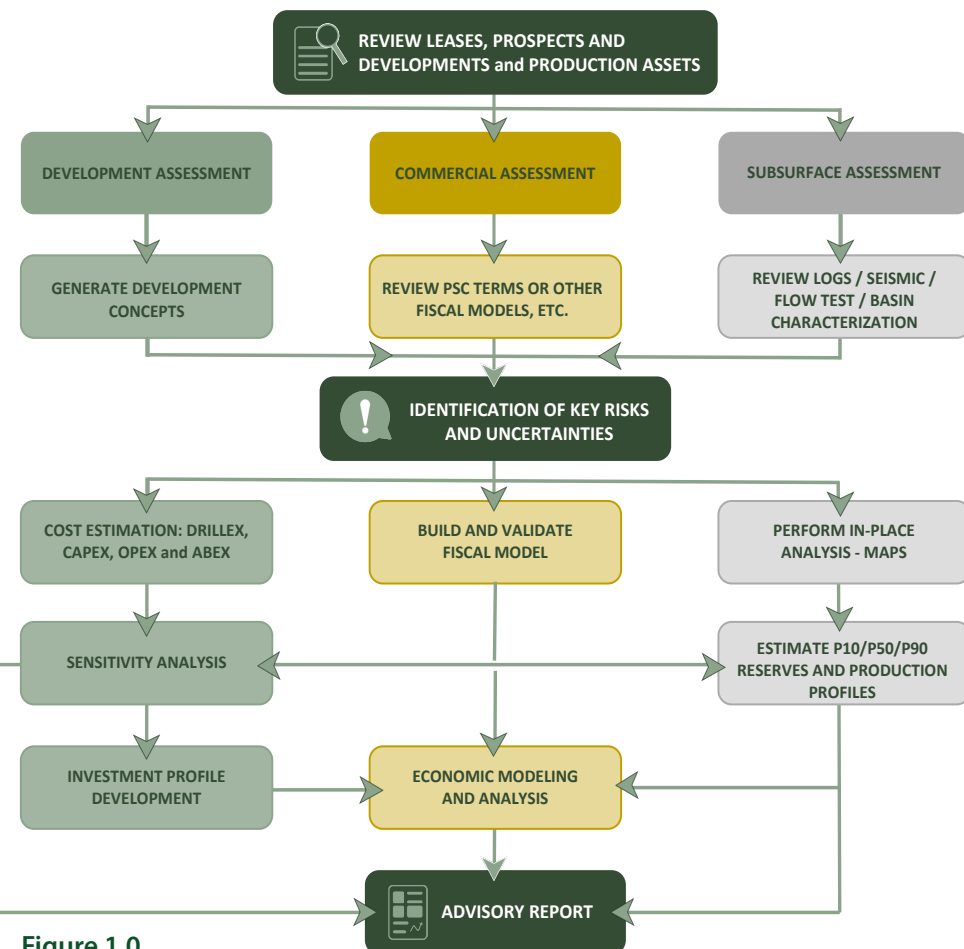 REVIEW LEASES, PROSPECTS AND
DEVELOPMENTS and PRODUCTION ASSETS
DEVELOPMENT ASSESSMENT
COMMERCIAL ASSESSMENT
SUBSURFACE ASSESSMENT
GENERATE DEVELOPMENT
CONCEPTS
REVIEW PSC TERMS OR OTHER
FISCAL MODELS, ETC.
REVIEW LOGS / SEISMIC /
FLOW TEST / BASIN
CHARACTERIZATION
IDENTIFICATION OF KEY RISKS
AND UNCERTAINTIES
COST ESTIMATION: DRILLEX,
CAPEX, OPEX and ABEX
BUILD AND VALIDATE
FISCAL MODEL
PERFORM IN-PLACE
ANALYSIS - MAPS
SENSITIVITY ANALYSIS
ESTIMATE P10/P50/P90
RESERVES AND PRODUCTION
PROFILES
INVESTMENT PROFILE
DEVELOPMENT
ECONOMIC MODELING
AND ANALYSIS
ADVISORY REPORT
Figure 1.0